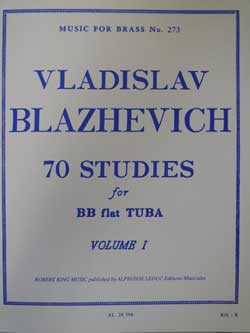 MUSIC FOR BRASS No. 273
VLADISLAV
BLAZHEVICH
70 STUDIES
for
BB flat TUBA
VOLUME I
ROBERT KING MUSIC published by ALPHONSE LEDUC Editions Musicales
AL.